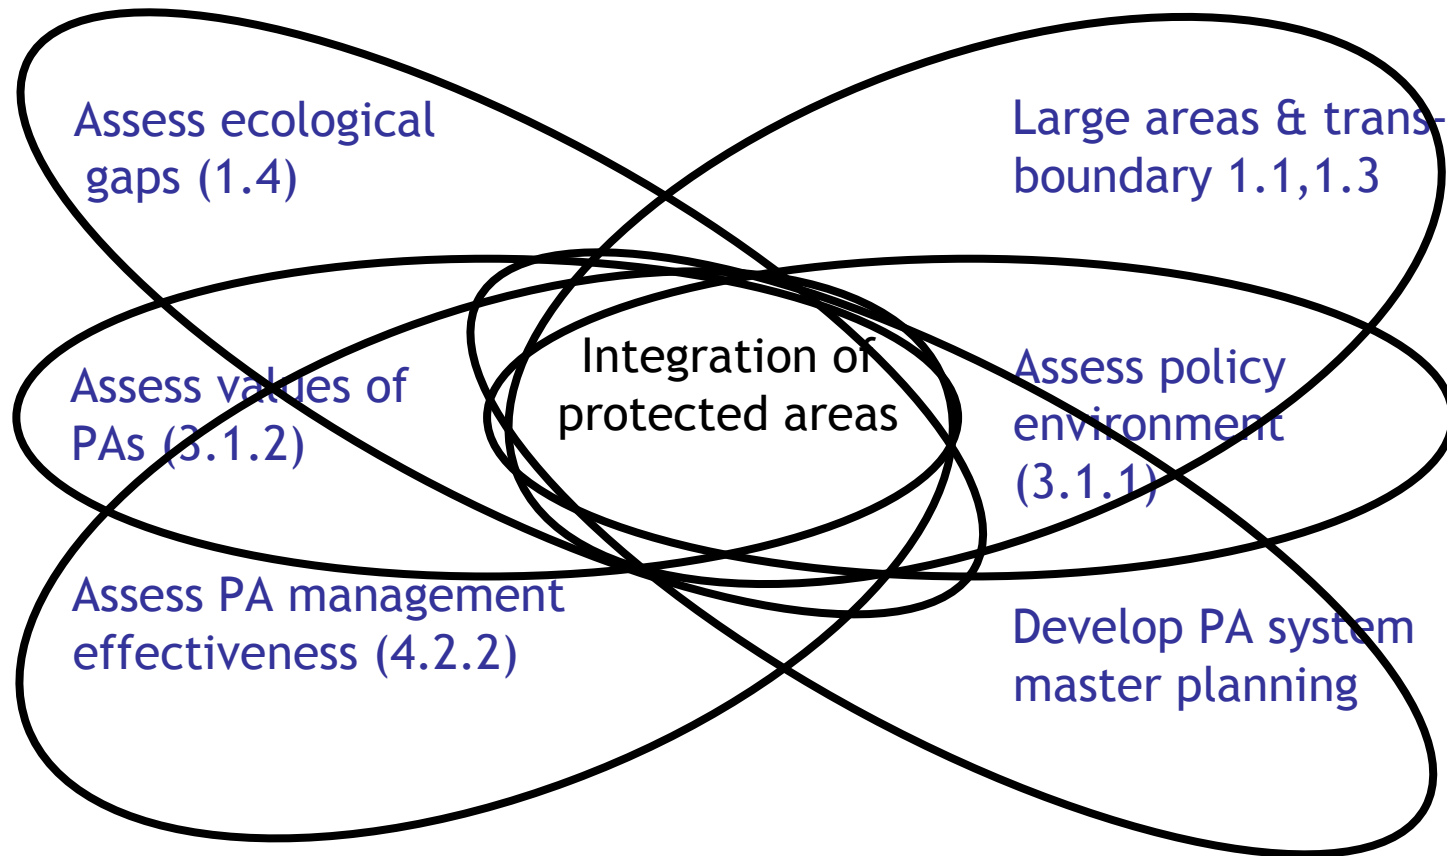 Assess ecological
gaps (1.4)
Large areas & trans-
boundary 1.1,1.3
Integration of
protected areas
Assess values of
PAs (3.1.2)
Assess policy
environment
(3.1.1)
Assess PA management
effectiveness (4.2.2)
Develop PA system
master planning